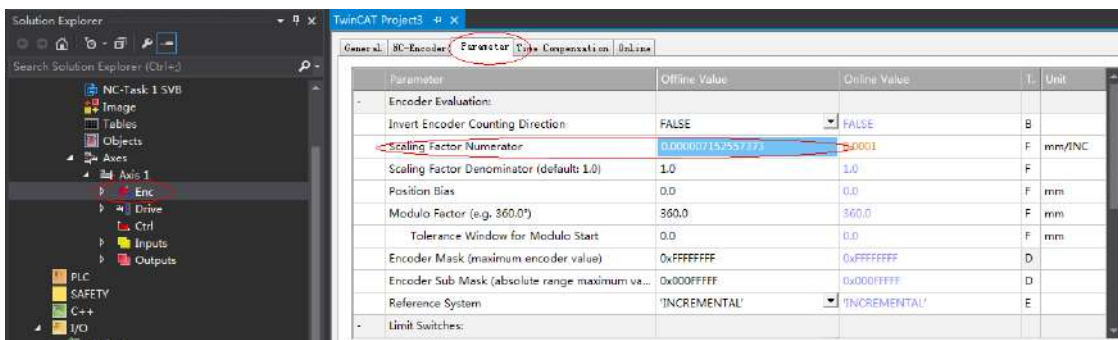 Solution Explorer
TwinCAT Project3
General NC-Encoder Parameter Time Compensation Online
Search Solution Explorer (Ctrl+;)
NC-Task 1 SVB
Image
Tables
Objects
Axes
Axis 1
Enc
Drive
Ctrl
Inputs
Outputs
PLC
SAFETY
C++
I/O
Parameter Offline Value Online Value T. Unit
- Encoder Evaluation:
Invert Encoder Counting Direction FALSE FALSE B
Scaling Factor Numerator 0.000007152557373 0.0001 F mm/INC
Scaling Factor Denominator (default: 1.0) 1.0 1.0 F
Position Bias 0.0 0.0 F mm
Modulo Factor (e.g. 360.0°) 360.0 360.0 F mm
Tolerance Window for Modulo Start 0.0 0.0 F mm
Encoder Mask (maximum encoder value) 0xFFFFFFFF 0xFFFFFFFF D
Encoder Sub Mask (absolute range maximum va... 0x000FFFFF 0x000FFFFF D
Reference System 'INCREMENTAL' 'INCREMENTAL' E
- Limit Switches: